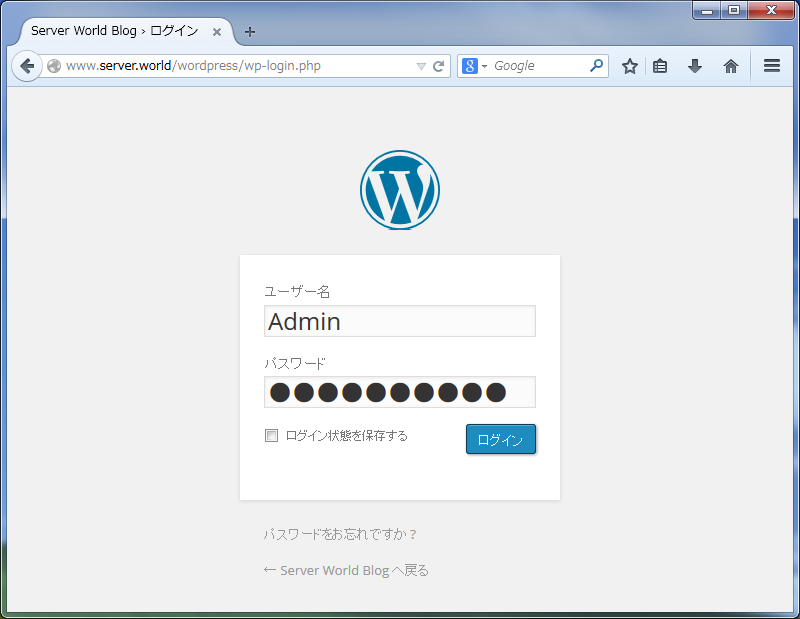 Server World Blog › ログイン
www.server.world/wordpress/wp-login.php
Google
ユーザー名
Admin
パスワード
●●●●●●●●●●
ログイン状態を保存する
ログイン
パスワードをお忘れですか ?
← Server World Blog へ戻る